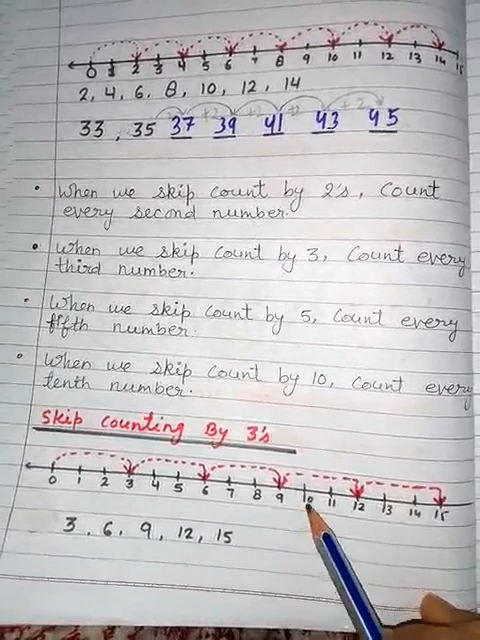 0 1 2 3 4 5 6 7 8 9 10 11 12 13 14 15
2, 4, 6, 8, 10, 12, 14
33, 35 37 39 41 43 45
• When we skip count by 2's, Count
every second number.
• When we skip count by 3, Count every
third number.
• When we skip count by 5, Count every
fifth number.
• When we skip count by 10, Count every
tenth number.
Skip counting By 3's
0 1 2 3 4 5 6 7 8 9 10 11 12 13 14 15
3, 6, 9, 12, 15